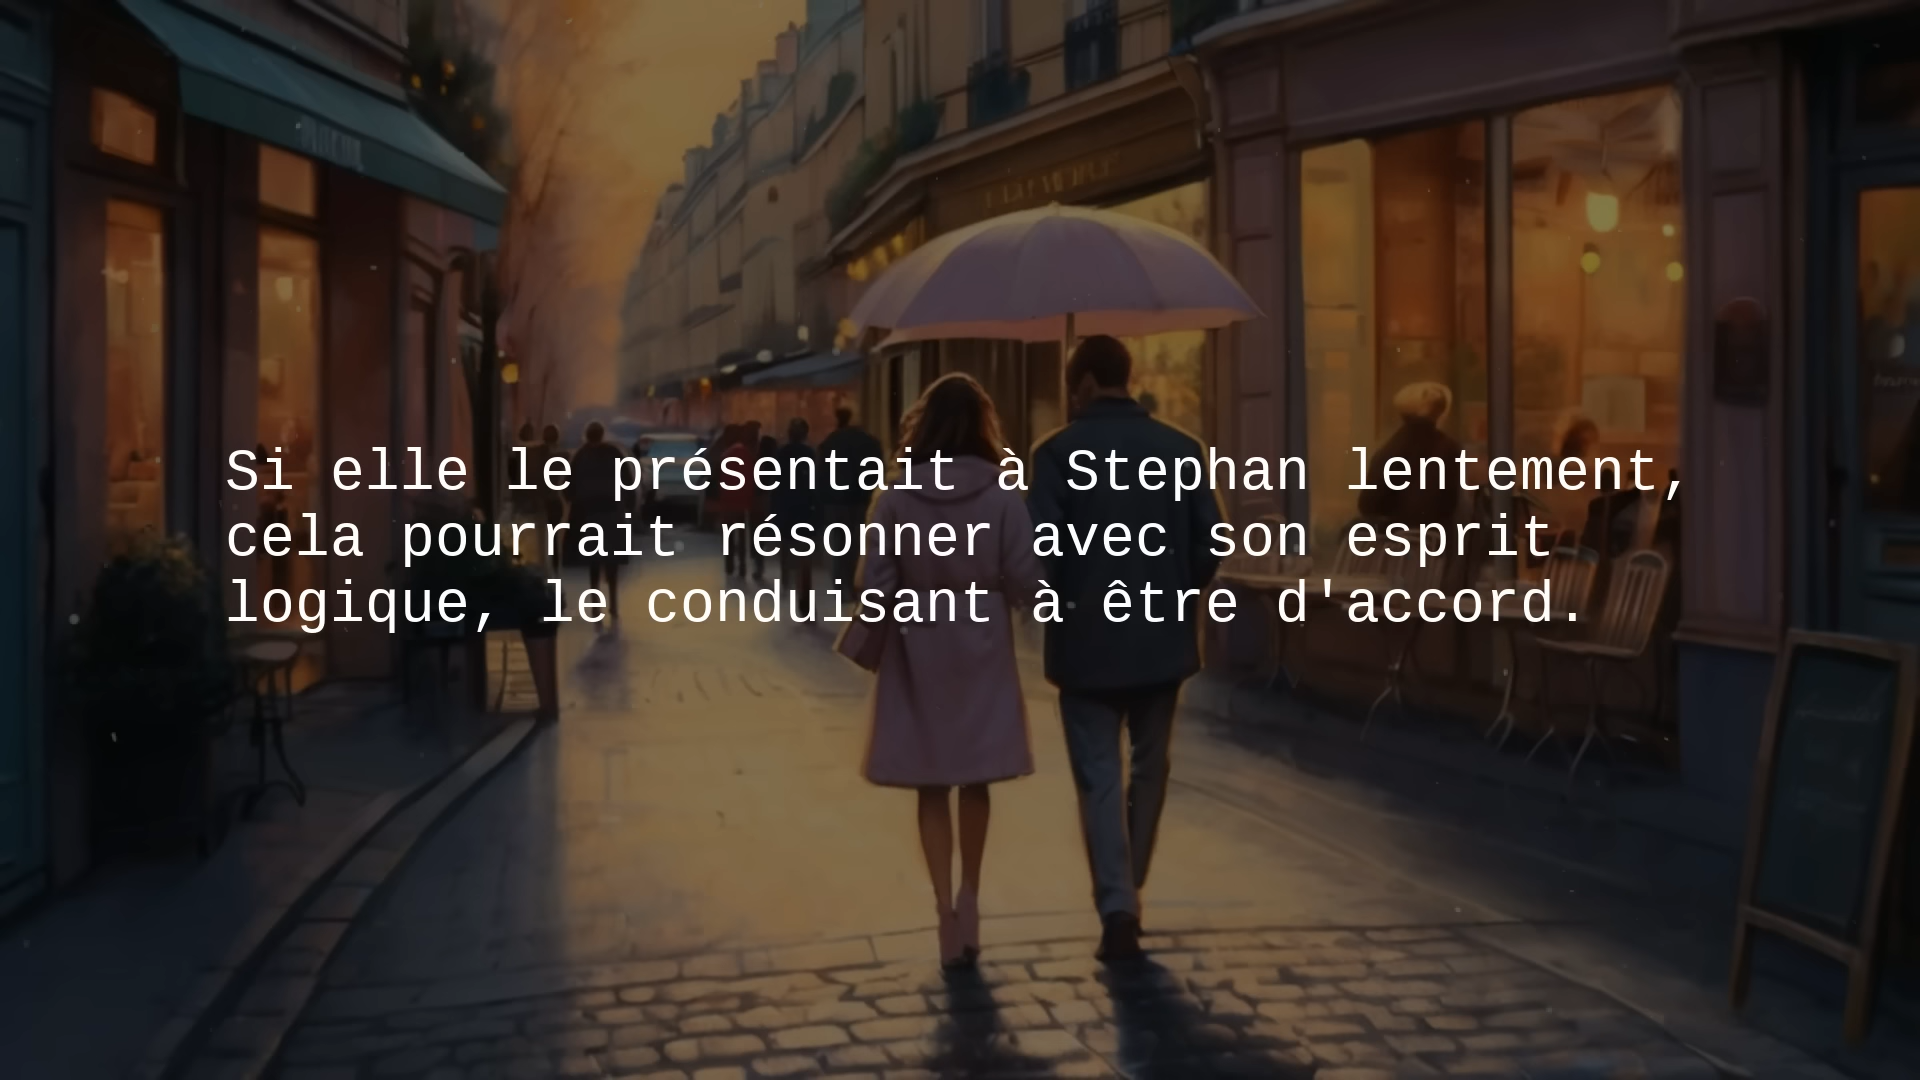 Si elle le présentait à Stephan lentement,
cela pourrait résonner avec son esprit
logique, le conduisant à être d'accord.